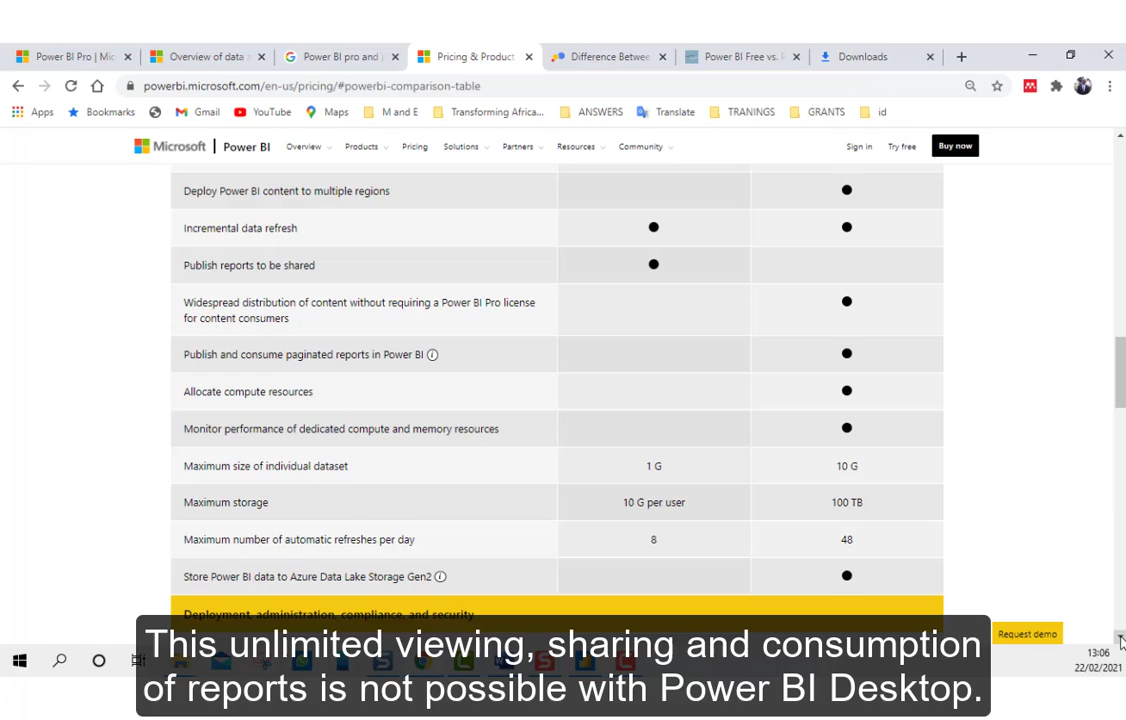 Power BI Pro | Mic
Overview of data a
Power BI pro and p
Pricing & Product
Difference Betwee
Power BI Free vs. P
Downloads
powerbi.microsoft.com/en-us/pricing/#powerbi-comparison-table
Apps Bookmarks Gmail YouTube Maps M and E Transforming Africa... ANSWERS Translate TRANINGS GRANTS id
Microsoft Power BI Overview Products Pricing Solutions Partners Resources Community Sign in Try free Buy now
Deploy Power BI content to multiple regions
Incremental data refresh
Publish reports to be shared
Widespread distribution of content without requiring a Power BI Pro license
for content consumers
Publish and consume paginated reports in Power BI
Allocate compute resources
Monitor performance of dedicated compute and memory resources
Maximum size of individual dataset 1 G 10 G
Maximum storage 10 G per user 100 TB
Maximum number of automatic refreshes per day 8 48
Store Power BI data to Azure Data Lake Storage Gen2
Deployment, administration, compliance, and security
Request demo
This unlimited viewing, sharing and consumption
of reports is not possible with Power BI Desktop.
13:06
22/02/2021